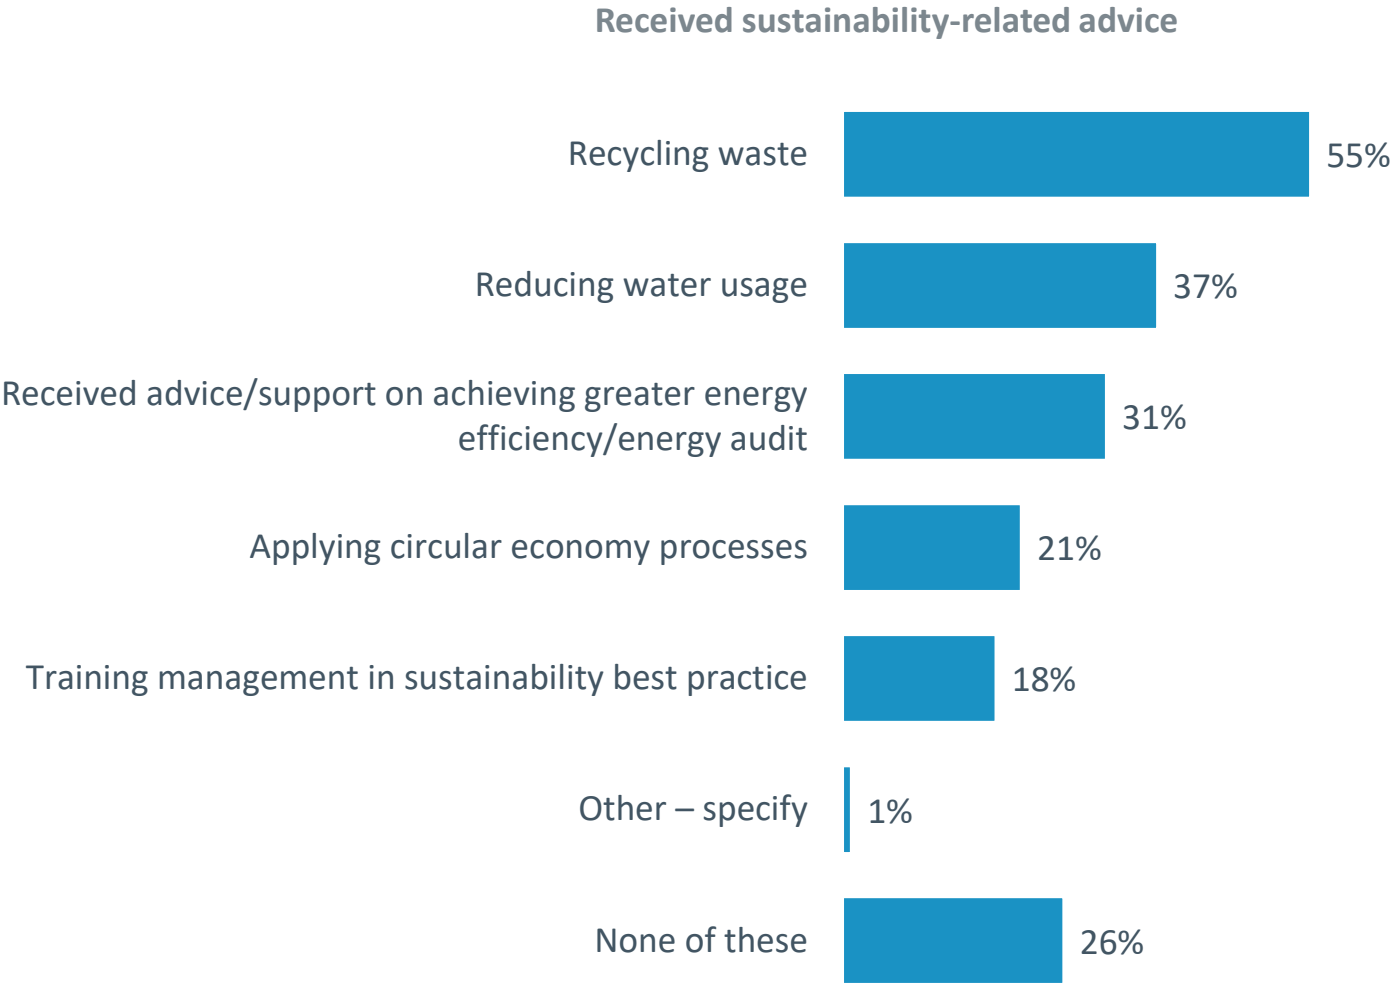 Received sustainability-related advice
Recycling waste
55%
Reducing water usage
37%
Received advice/support on achieving greater energy
efficiency/energy audit
31%
Applying circular economy processes
21%
Training management in sustainability best practice
18%
Other – specify
1%
None of these
26%